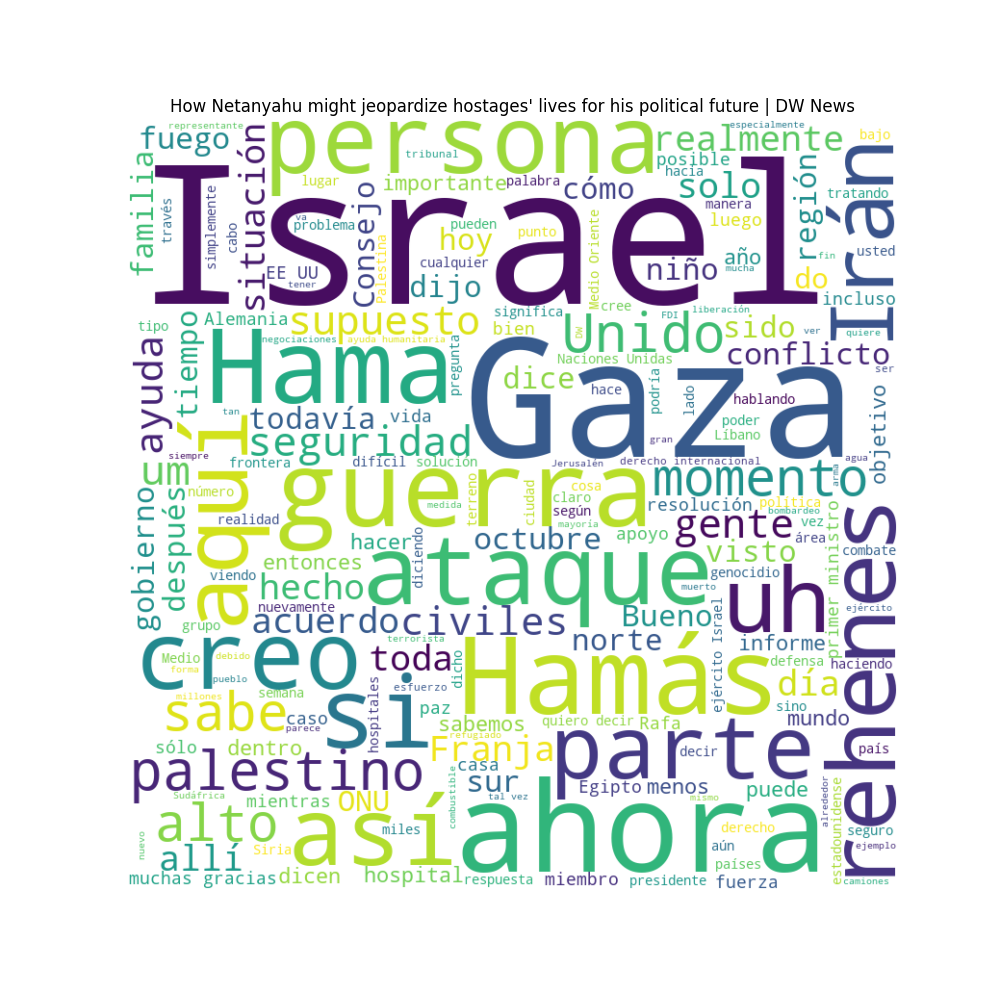 How Netanyahu might jeopardize hostages' lives for his political future | DW News
representante
fuego
situación
persona
tribunal
realmente
especialmente
bajo
familia
través
simplemente
cabo
lugar
importante
palabra
cómo
posible
hacia
solo
región
tratando
Irán
Israel
problema
va
EE UU
tener
Consejo
Palestina
hoy
pueden
cualquier
dijo
punto
Medio Oriente
niño
manera
luego
mucha
año
do
fin
usted
incluso
tipo
Alemania
supuesto
significa
bien
cree
FDI
liberación
Unido
sido
ver
quiere
ser
conflicto
ayuda
tiempo
negociaciones
ayuda humanitaria
pregunta
DW
Hama
Gaza
dice
Naciones Unidas
hace
podría
lado
hablando
poder
Líbano
objetivo
tan
todavía
vida
aquí
seguridad
siempre
frontera
difícil
solución
Jerusalén
gran
derecho internacional
agua
arma
um
gobierno
después
número
realidad
guerra
medida
terreno
ciudad
cosa
claro
según
mayoría
momento
resolución
política
bombardeo
vez
gente
área
apoyo
visto
primer ministro
combate
rehenes
viendo
entonces
hacer
diciendo
octubre
ataque
hecho
genocidio
muerto
uh
nuevamente
grupo
acuerdo
civiles
Bueno
norte
ejército Israel
informe
ejército
defensa
haciendo
creo
terrorista
toda
dicho
Hamás
Medio
debido
forma
pueblo
millones
semana
si
hospitales
esfuerzo
paz
día
sino
mundo
sabe
caso
parece
sabemos
quiero decir
Rafa
refugiado
sólo
dentro
Franja
casa
parte
decir
país
palestino
sur
Egipto
menos
puede
combustible
tal vez
mismo
alrededor
estadounidense
Sudáfrica
mientras
ONU
alto
así
ahora
derecho
seguro
nuevo
Siria
miles
aún
ejemplo
allí
países
muchas gracias
dicen
hospital
respuesta
miembro
presidente
fuerza
camiones